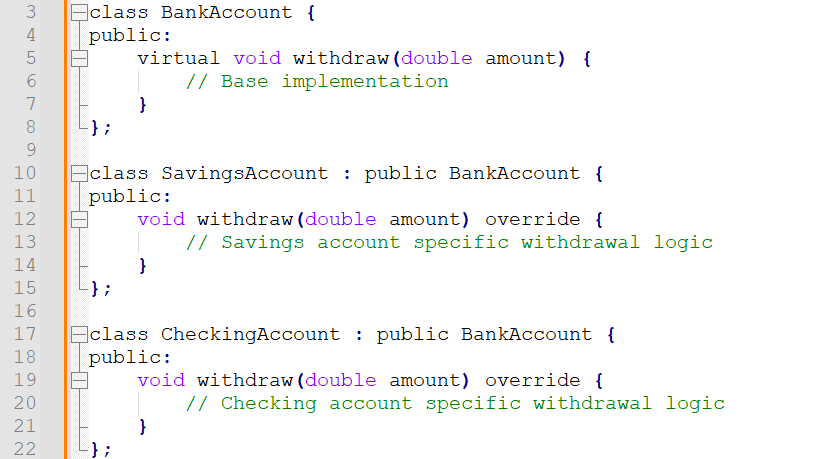 3 class BankAccount {
4 public:
5     virtual void withdraw(double amount) {
6         // Base implementation
7     }
8 };
9
10 class SavingsAccount : public BankAccount {
11 public:
12     void withdraw(double amount) override {
13         // Savings account specific withdrawal logic
14     }
15 };
16
17 class CheckingAccount : public BankAccount {
18 public:
19     void withdraw(double amount) override {
20         // Checking account specific withdrawal logic
21     }
22 };